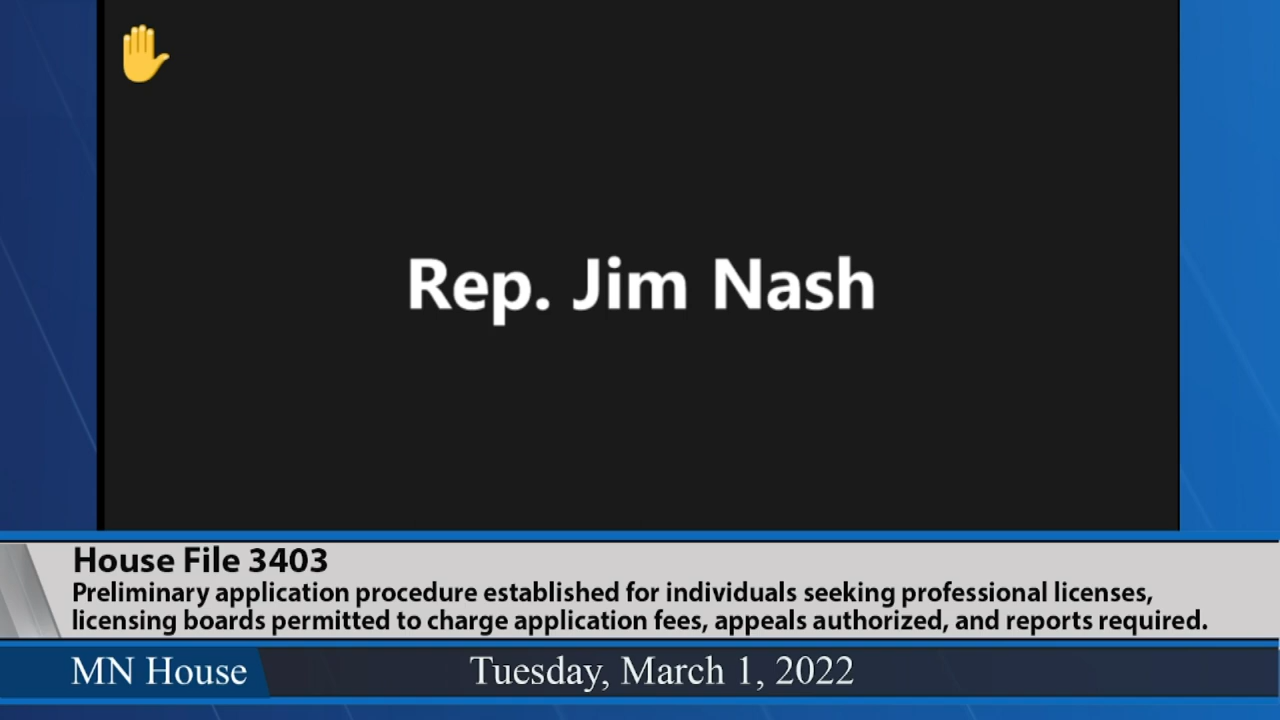 Rep. Jim Nash
House File 3403
Preliminary application procedure established for individuals seeking professional licenses,
licensing boards permitted to charge application fees, appeals authorized, and reports required.
MN House
Tuesday, March 1, 2022